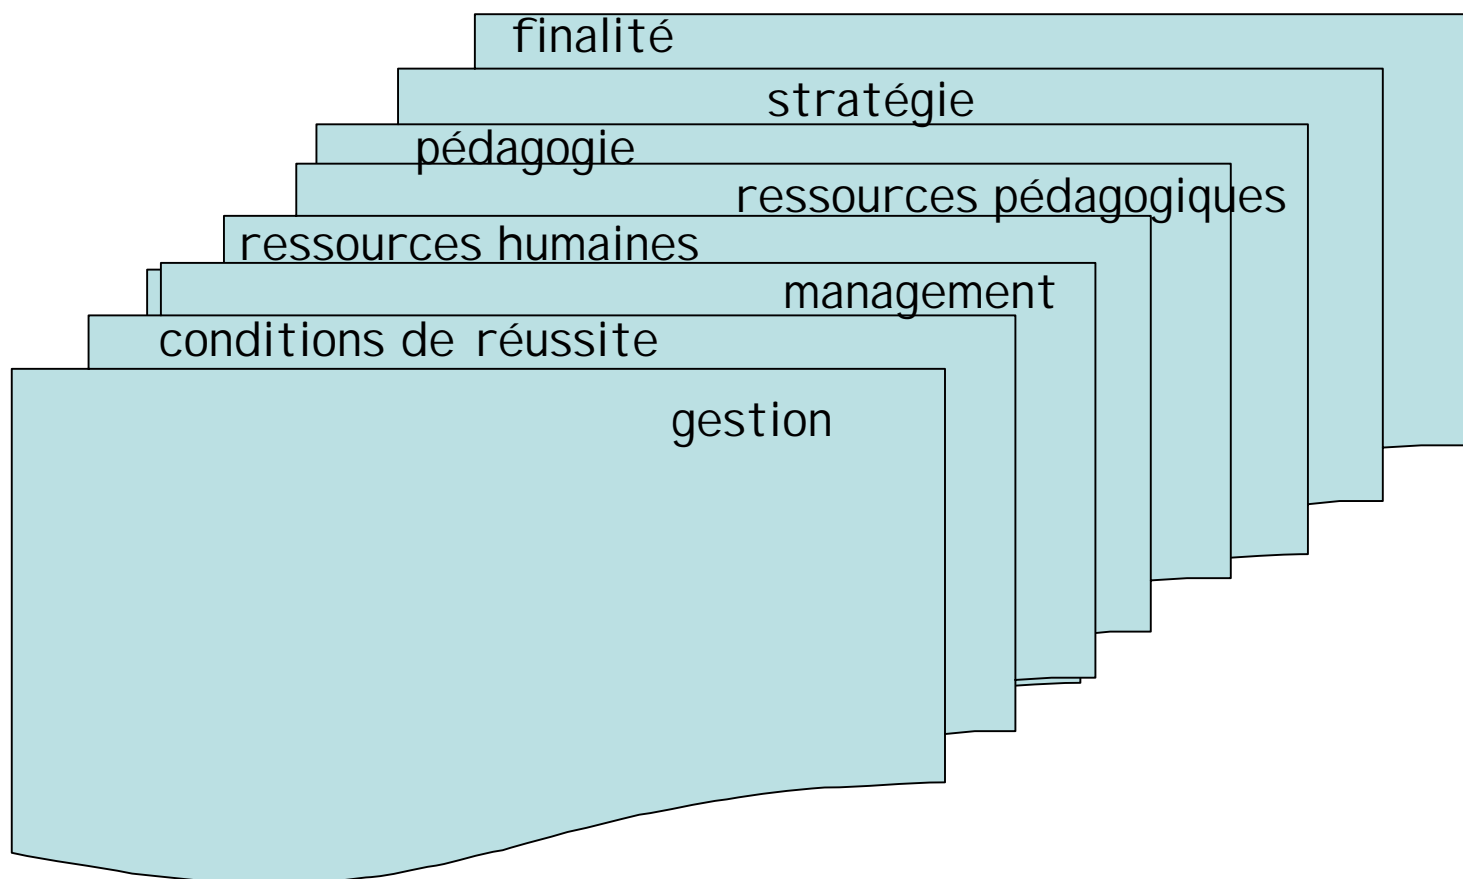 finalité
stratégie
pédagogie
ressources pédagogiques
ressources humaines
management
conditions de réussite
gestion